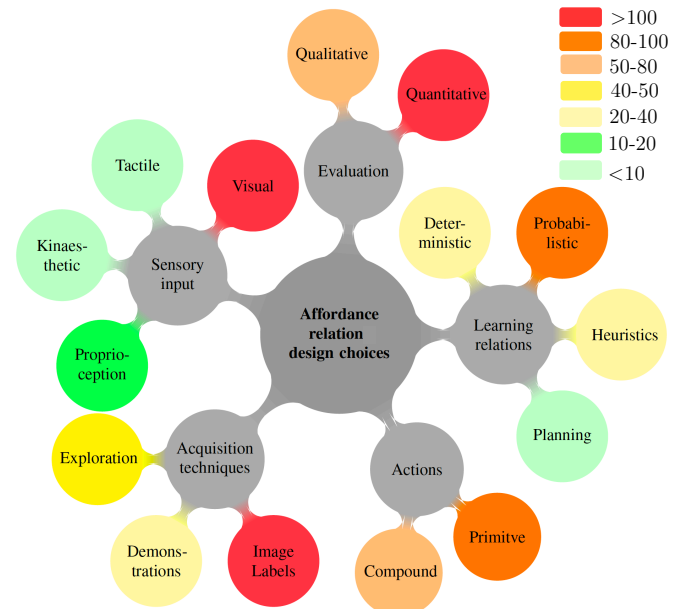 >100
80-100
50-80
40-50
20-40
10-20
<10
Qualitative
Quantitative
Evaluation
Tactile
Visual
Kinaes-
thetic
Sensory
input
Proprio-
ception
Deter-
ministic
Probabi-
listic
Learning
relations
Heuristics
Planning
Affordance
relation
design choices
Exploration
Acquisition
techniques
Demons-
trations
Image
Labels
Actions
Primitve
Compound